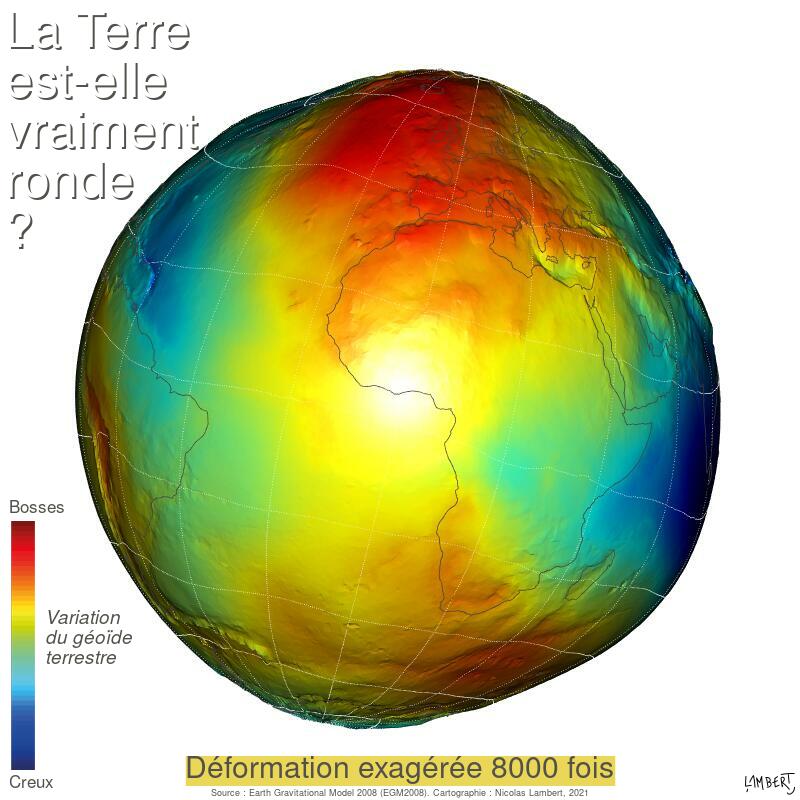 La Terre
est-elle
vraiment
ronde
?
Bosses
Variation
du géoïde
terrestre
Creux
Déformation exagérée 8000 fois
Source : Earth Gravitational Model 2008 (EGM2008). Cartographie : Nicolas Lambert, 2021
LAMBERT